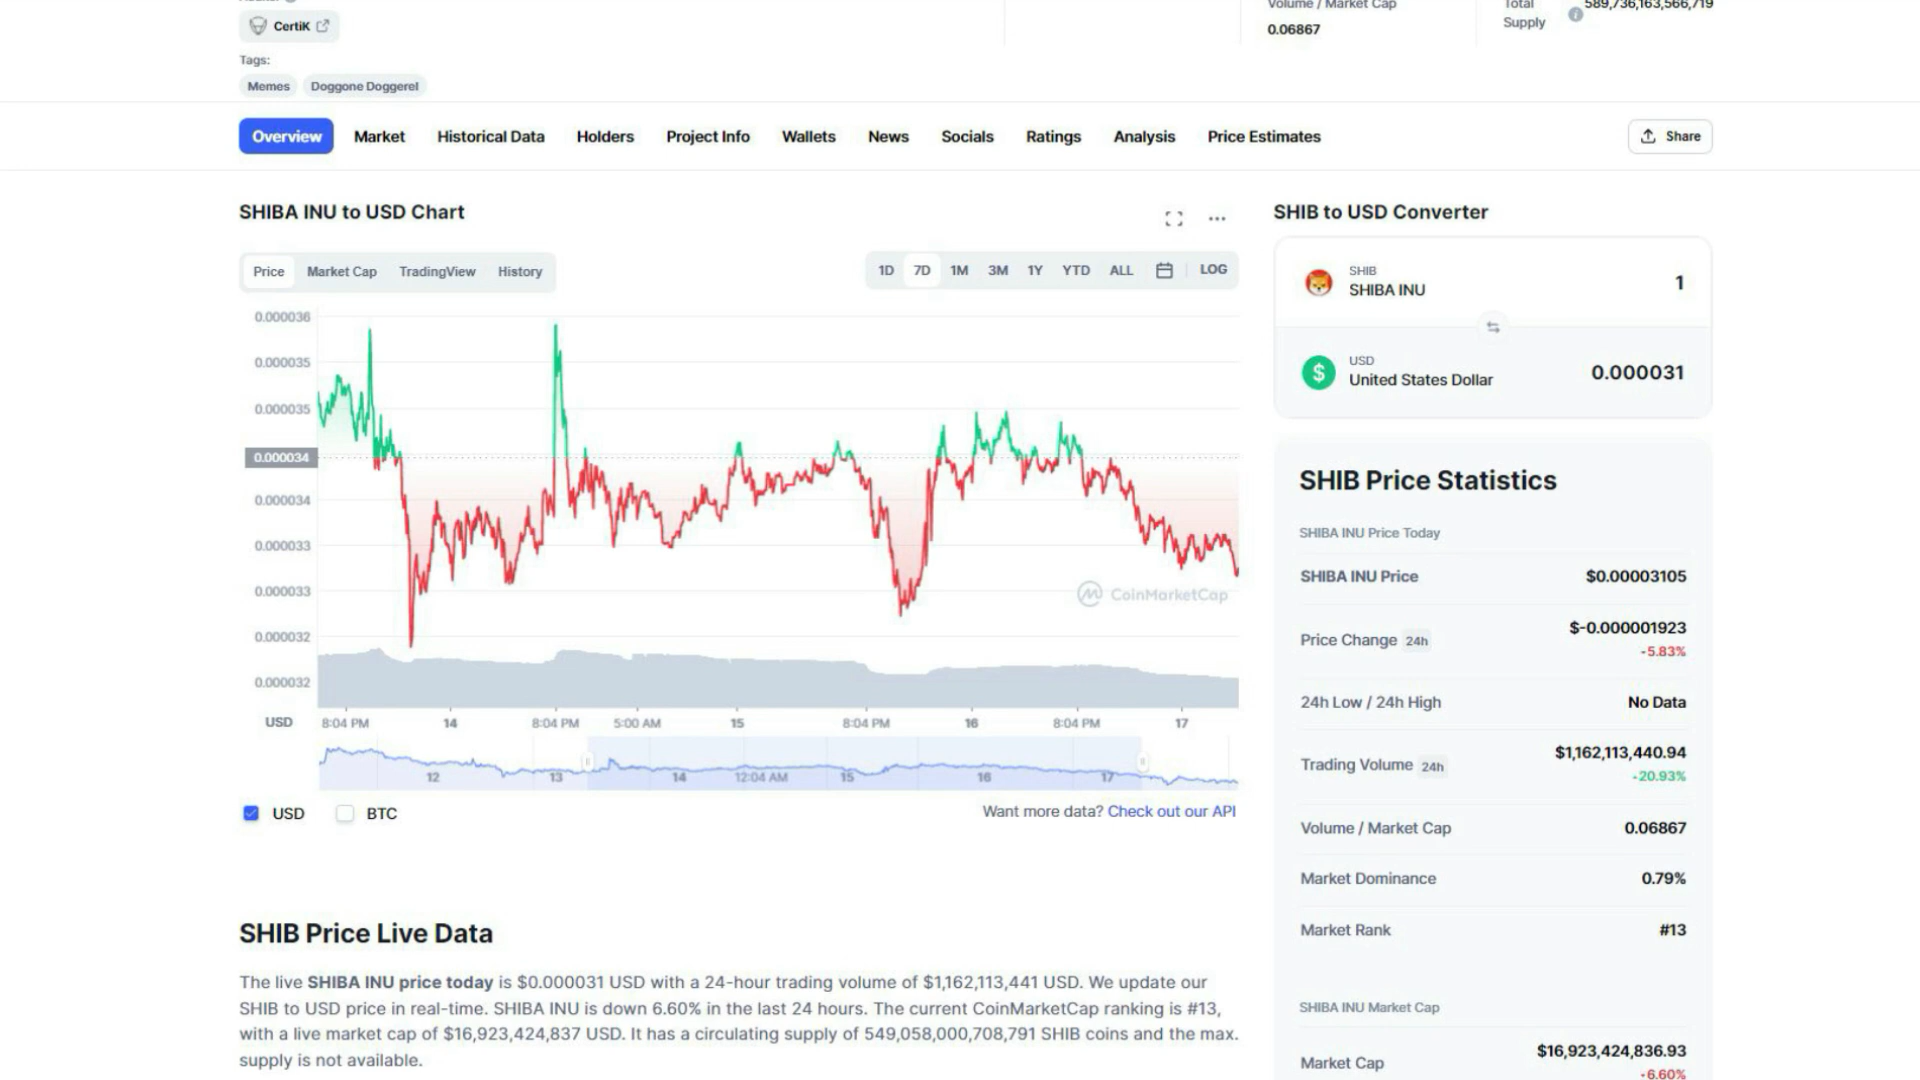 CertiK
Volume / Market Cap
0.06867
Total
Supply
589,736,163,566,719
Tags:
Memes
Doggone Doggerel
Overview
Market
Historical Data
Holders
Project Info
Wallets
News
Socials
Ratings
Analysis
Price Estimates
Share
SHIBA INU to USD Chart
Price
Market Cap
TradingView
History
1D
7D
1M
3M
1Y
YTD
ALL
LOG
0.000036
0.000035
0.000035
0.000034
0.000034
0.000033
0.000033
0.000032
0.000032
CoinMarketCap
USD
8:04 PM
14
8:04 PM
5:00 AM
15
8:04 PM
16
8:04 PM
17
12
13
14
12:04 AM
15
16
17
USD
BTC
Want more data? Check out our API
SHIB to USD Converter
SHIB
SHIBA INU
1
USD
United States Dollar
0.000031
SHIB Price Statistics
SHIBA INU Price Today
SHIBA INU Price
$0.00003105
Price Change 24h
$-0.000001923
-5.83%
24h Low / 24h High
No Data
Trading Volume 24h
$1,162,113,440.94
-20.93%
Volume / Market Cap
0.06867
Market Dominance
0.79%
Market Rank
#13
SHIBA INU Market Cap
Market Cap
$16,923,424,836.93
-6.60%
SHIB Price Live Data
The live SHIBA INU price today is $0.000031 USD with a 24-hour trading volume of $1,162,113,441 USD. We update our
SHIB to USD price in real-time. SHIBA INU is down 6.60% in the last 24 hours. The current CoinMarketCap ranking is #13,
with a live market cap of $16,923,424,837 USD. It has a circulating supply of 549,058,000,708,791 SHIB coins and the max.
supply is not available.